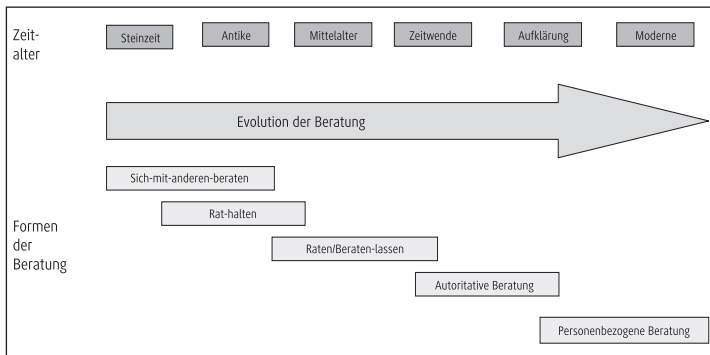 Zeit-
alter
Steinzeit
Antike
Mittelalter
Zeitwende
Aufklärung
Moderne
Evolution der Beratung
Formen
der
Beratung
Sich-mit-anderen-beraten
Rat-halten
Raten/Beraten-lassen
Autoritative Beratung
Personenbezogene Beratung